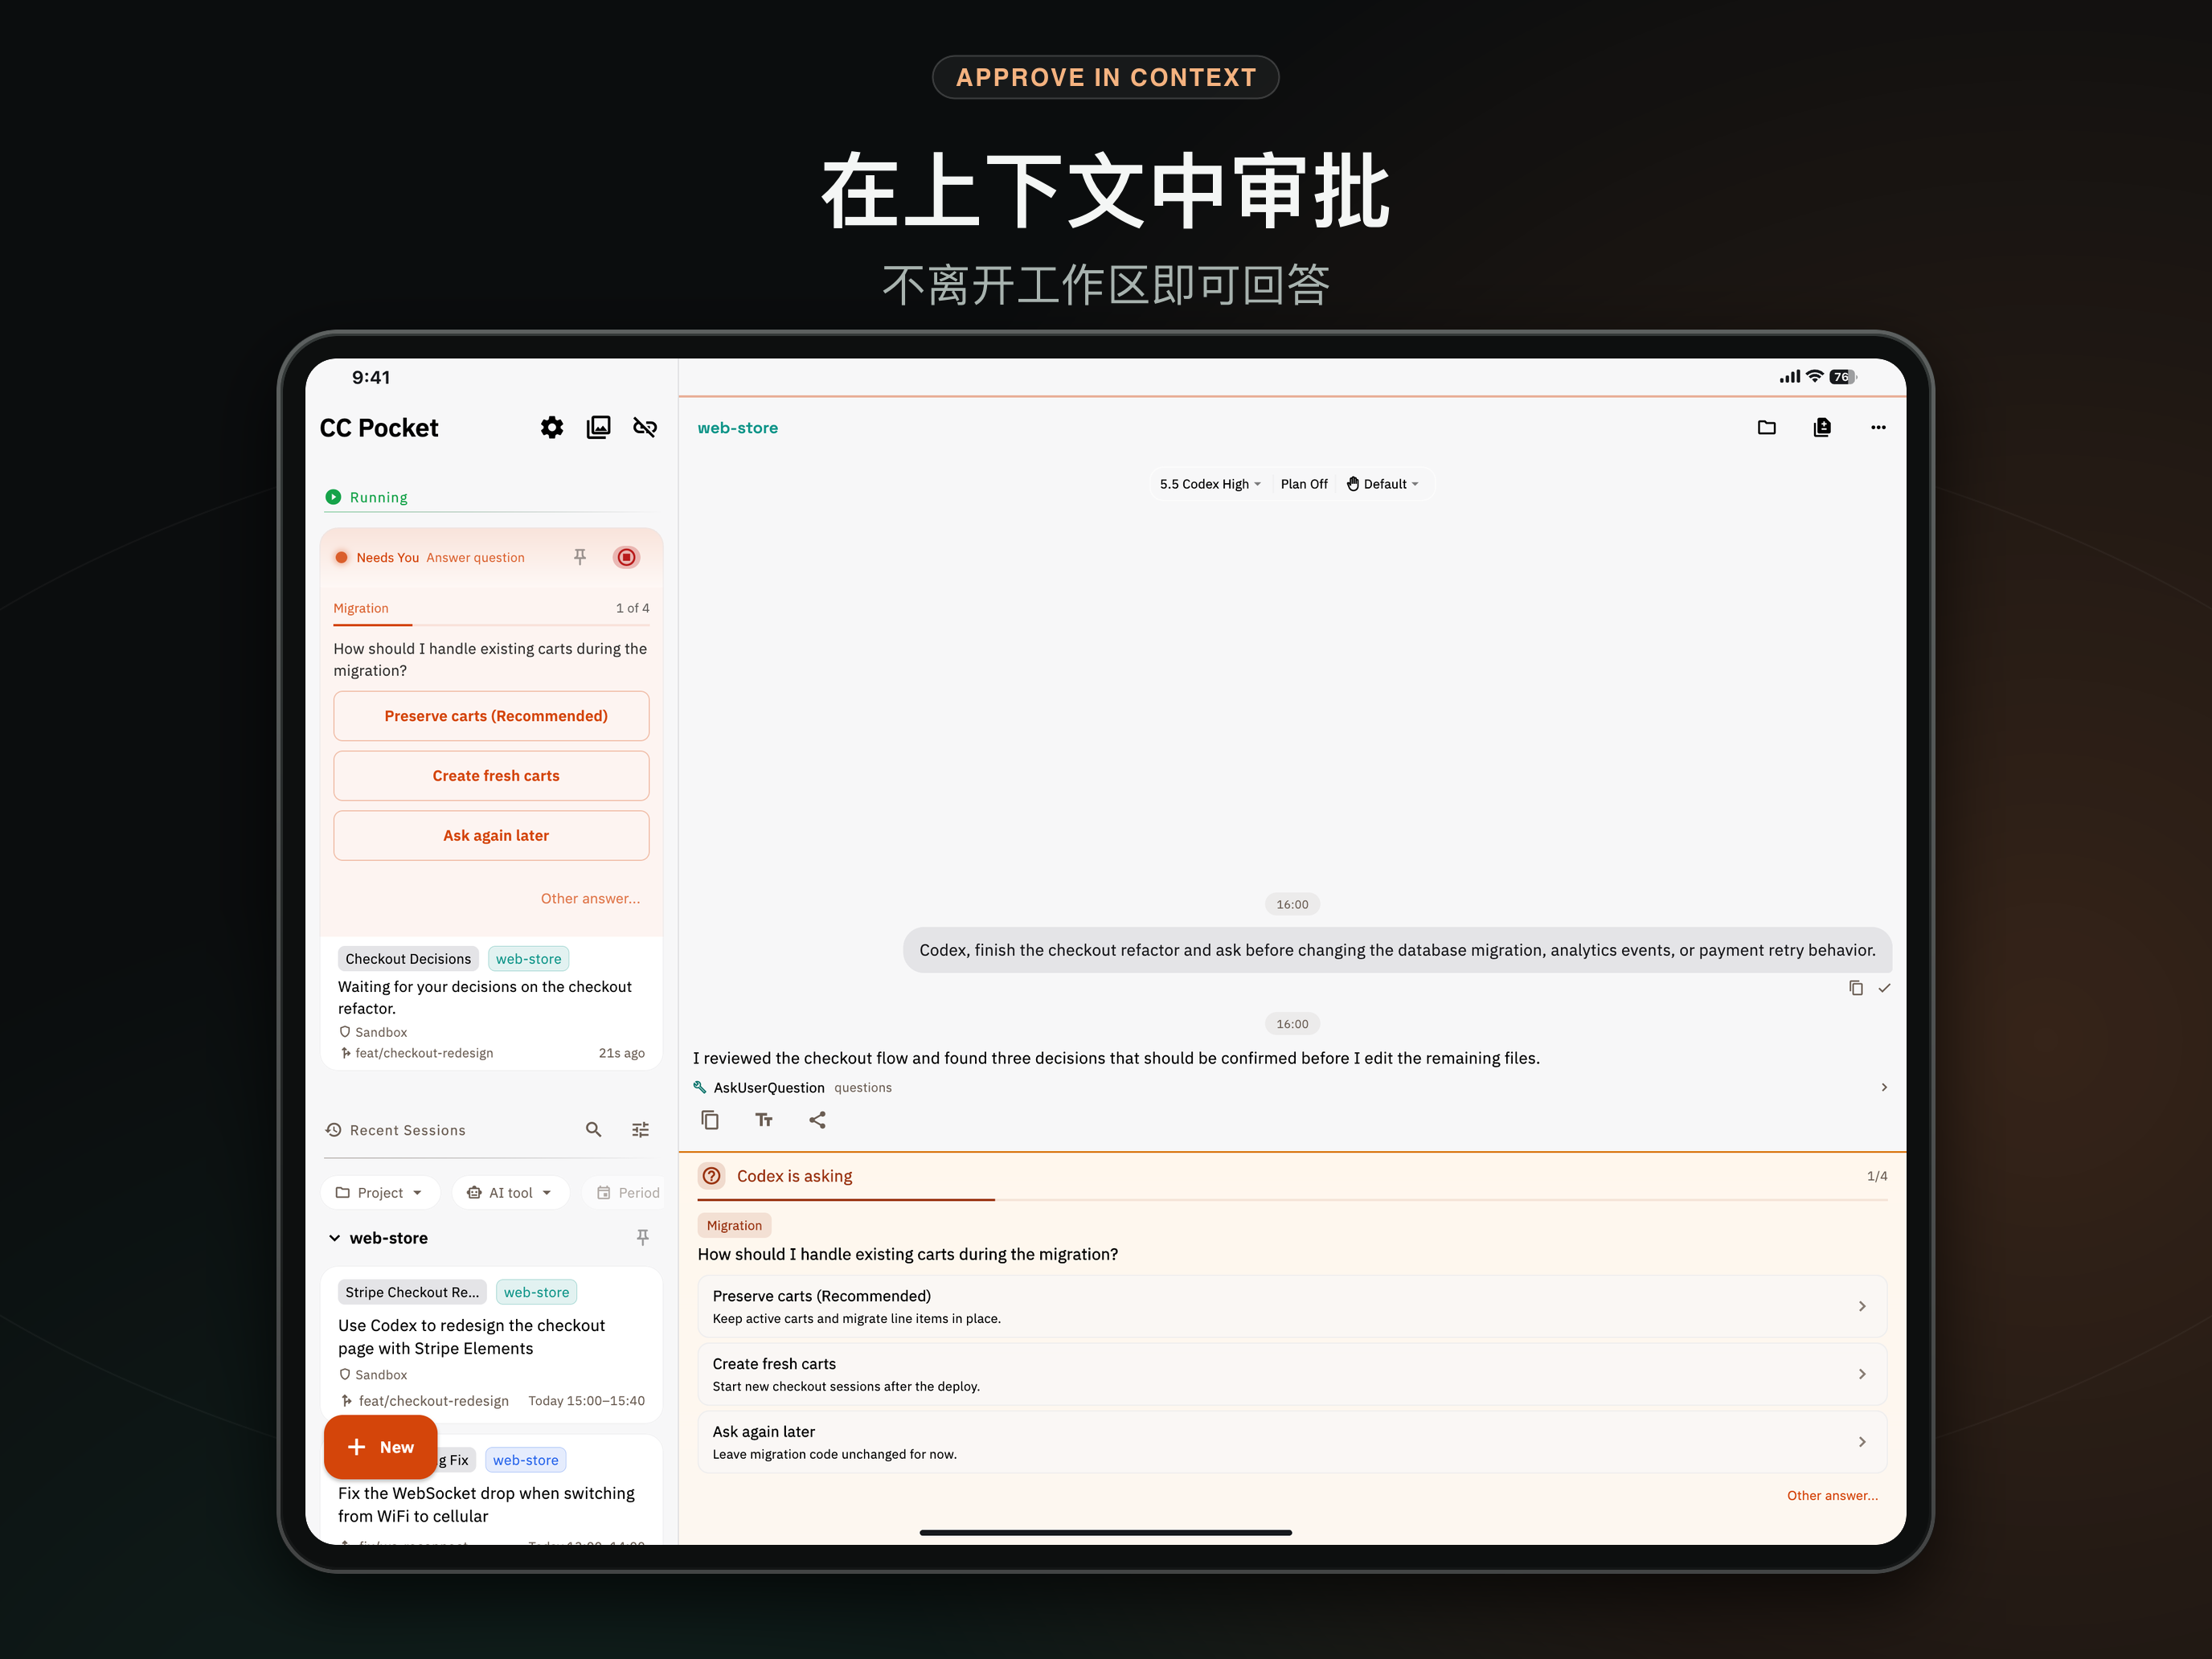 APPROVE IN CONTEXT
在上下文中审批
不离开工作区即可回答
9:41
76
CC Pocket
Running
Needs You Answer question
Migration 1 of 4
How should I handle existing carts during the
migration?
Preserve carts (Recommended)
Create fresh carts
Ask again later
Other answer...
Checkout Decisions web-store
Waiting for your decisions on the checkout
refactor.
Sandbox
feat/checkout-redesign 21s ago
Recent Sessions
Project AI tool Period
web-store
Stripe Checkout Re... web-store
Use Codex to redesign the checkout
page with Stripe Elements
Sandbox
feat/checkout-redesign Today 15:00–15:40
New
g Fix web-store
Fix the WebSocket drop when switching
from WiFi to cellular
web-store
5.5 Codex High Plan Off Default
16:00
Codex, finish the checkout refactor and ask before changing the database migration, analytics events, or payment retry behavior.
16:00
I reviewed the checkout flow and found three decisions that should be confirmed before I edit the remaining files.
AskUserQuestion questions
Codex is asking 1/4
Migration
How should I handle existing carts during the migration?
Preserve carts (Recommended)
Keep active carts and migrate line items in place.
Create fresh carts
Start new checkout sessions after the deploy.
Ask again later
Leave migration code unchanged for now.
Other answer...